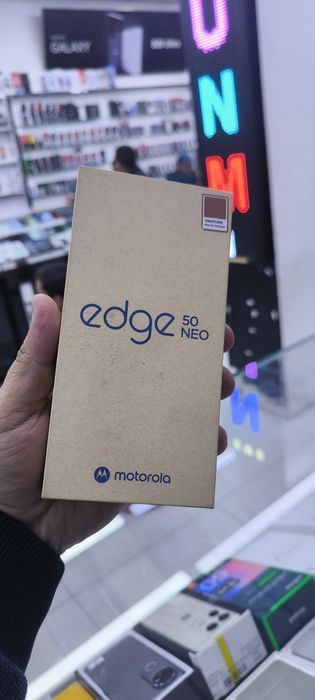 GALAXY
U
N
M
PANTONE
edge 50
NEO
motorola
N